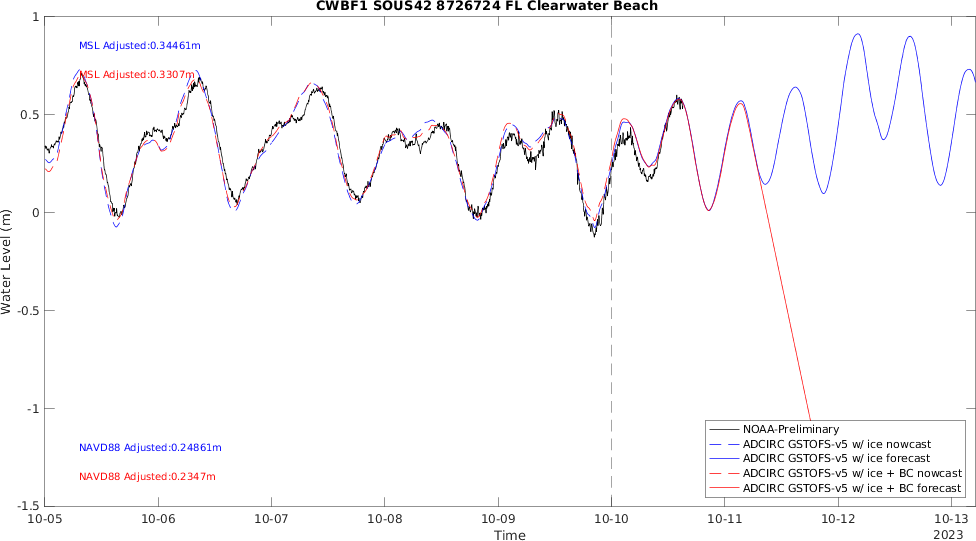 CWBF1 SOUS42 8726724 FL Clearwater Beach
1
0.5
0
-0.5
-1
-1.5
Water Level (m)
MSL Adjusted:0.34461m
MSL Adjusted:0.3307m
NAVD88 Adjusted:0.24861m
NAVD88 Adjusted:0.2347m
NOAA-Preliminary
ADCIRC GSTOFS-v5 w/ ice nowcast
ADCIRC GSTOFS-v5 w/ ice forecast
ADCIRC GSTOFS-v5 w/ ice + BC nowcast
ADCIRC GSTOFS-v5 w/ ice + BC forecast
10-05 10-06 10-07 10-08 10-09 10-10 10-11 10-12 10-13
Time
2023